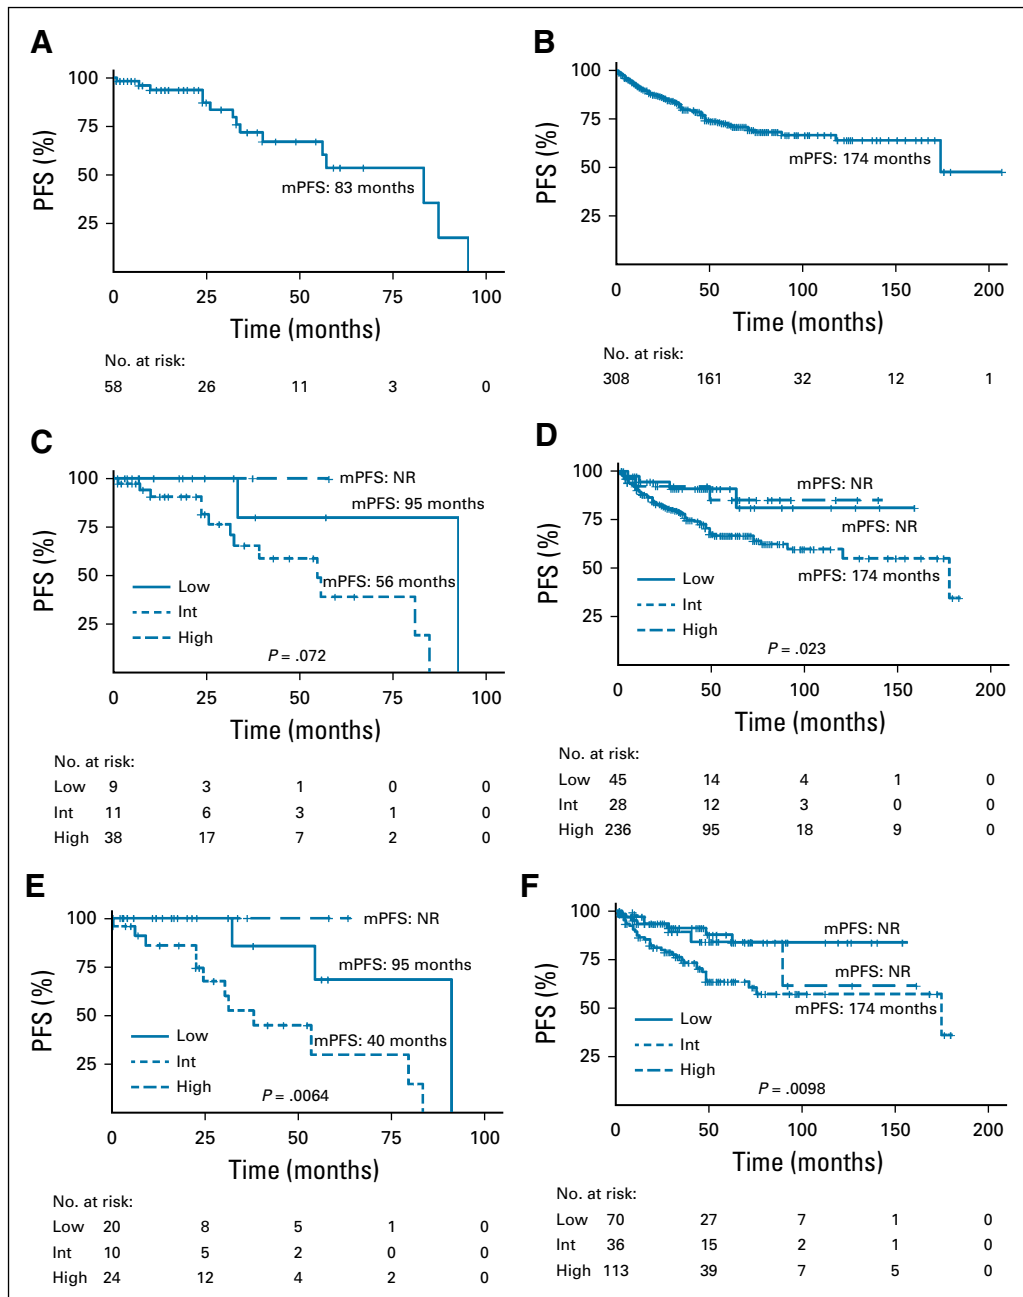 A
PFS (%)
100
75
50
25
mPFS: 83 months
0 25 50 75 100
Time (months)
No. at risk:
58 26 11 3 0
B
PFS (%)
100
75
50
25
mPFS: 174 months
0 50 100 150 200
Time (months)
No. at risk:
308 161 32 12 1
C
PFS (%)
100
75
50
25
mPFS: NR
mPFS: 95 months
mPFS: 56 months
Low
Int
High
P = .072
0 25 50 75 100
Time (months)
No. at risk:
Low 9 3 1 0 0
Int 11 6 3 1 0
High 38 17 7 2 0
D
PFS (%)
100
75
50
25
mPFS: NR
mPFS: NR
mPFS: 174 months
Low
Int
High
P = .023
0 50 100 150 200
Time (months)
No. at risk:
Low 45 14 4 1 0
Int 28 12 3 0 0
High 236 95 18 9 0
E
PFS (%)
100
75
50
25
mPFS: NR
mPFS: 95 months
mPFS: 40 months
Low
Int
High
P = .0064
0 25 50 75 100
Time (months)
No. at risk:
Low 20 8 5 1 0
Int 10 5 2 0 0
High 24 12 4 2 0
F
PFS (%)
100
75
50
25
mPFS: NR
mPFS: NR
mPFS: 174 months
Low
Int
High
P = .0098
0 50 100 150 200
Time (months)
No. at risk:
Low 70 27 7 1 0
Int 36 15 2 1 0
High 113 39 7 5 0